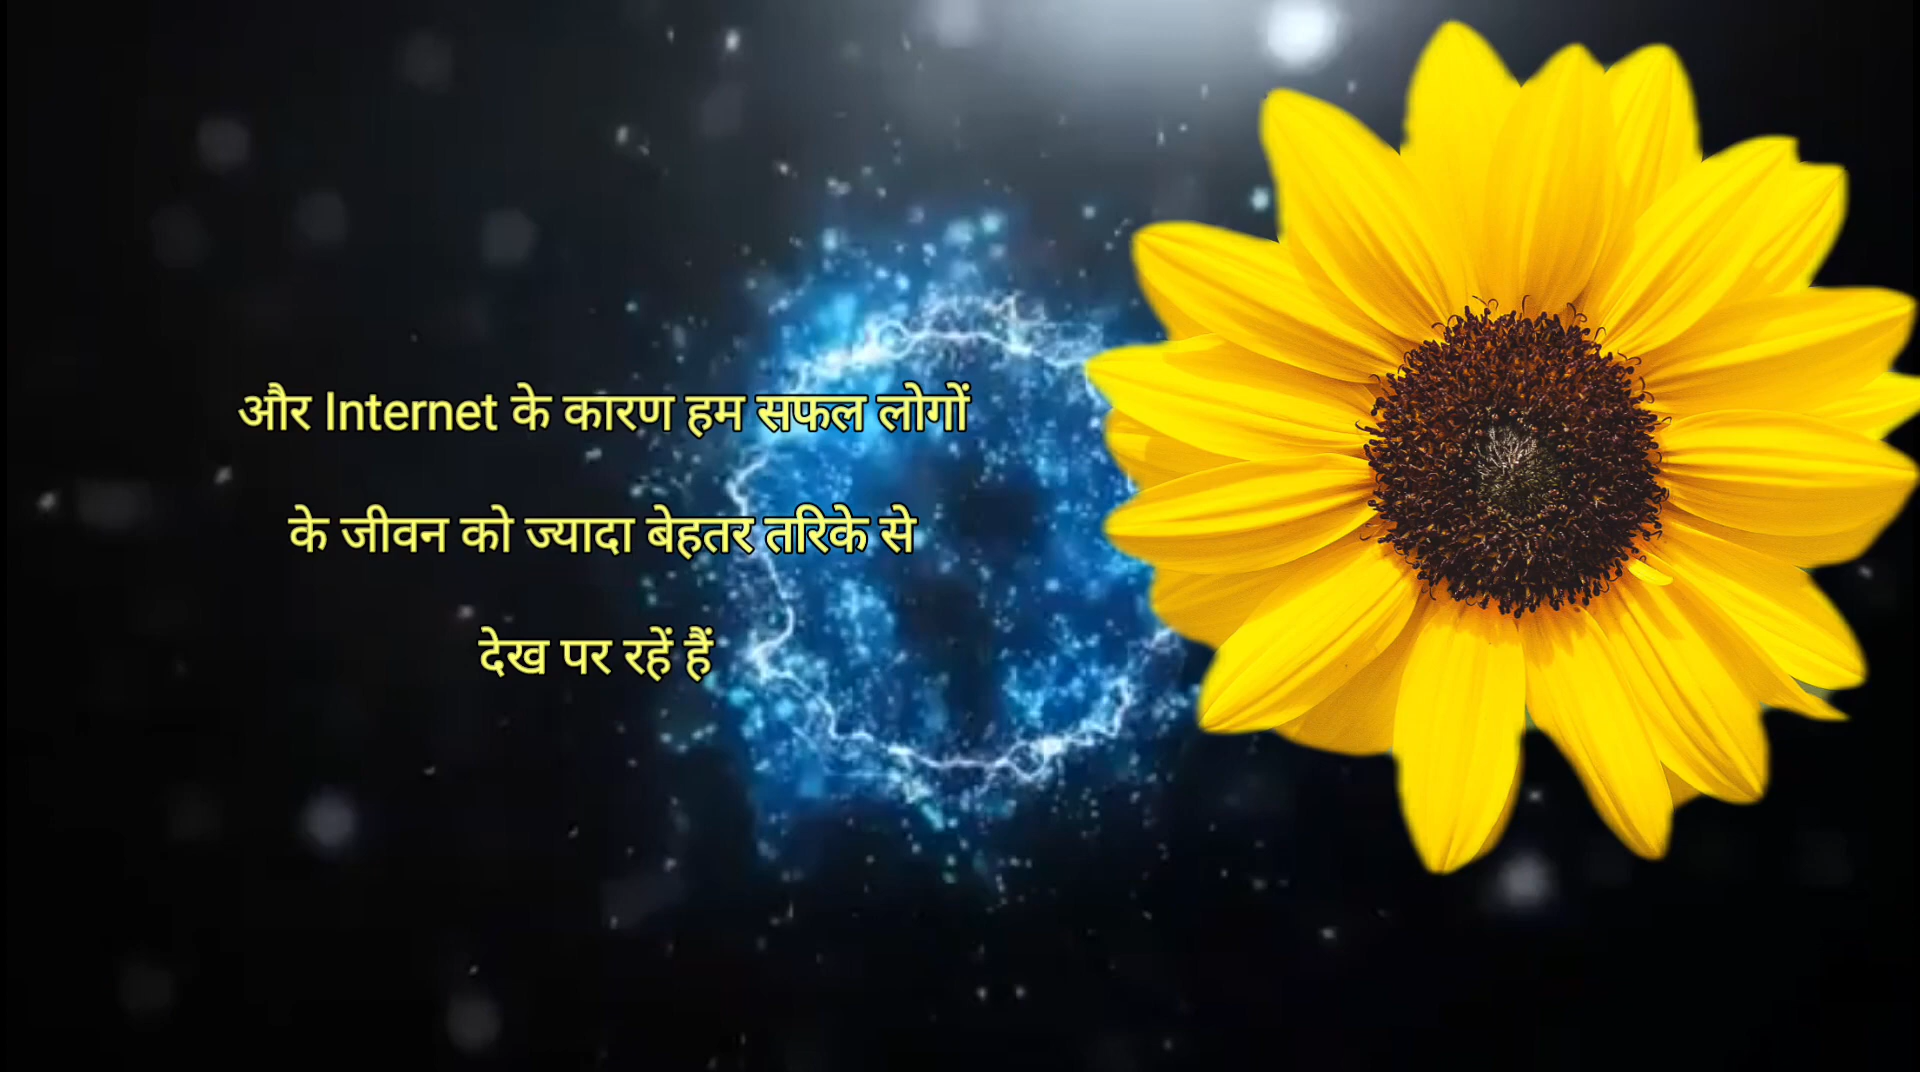 और Internet के कारण हम सफल लोगों
के जीवन को ज्यादा बेहतर तरिके से
देख पर रहें हैं